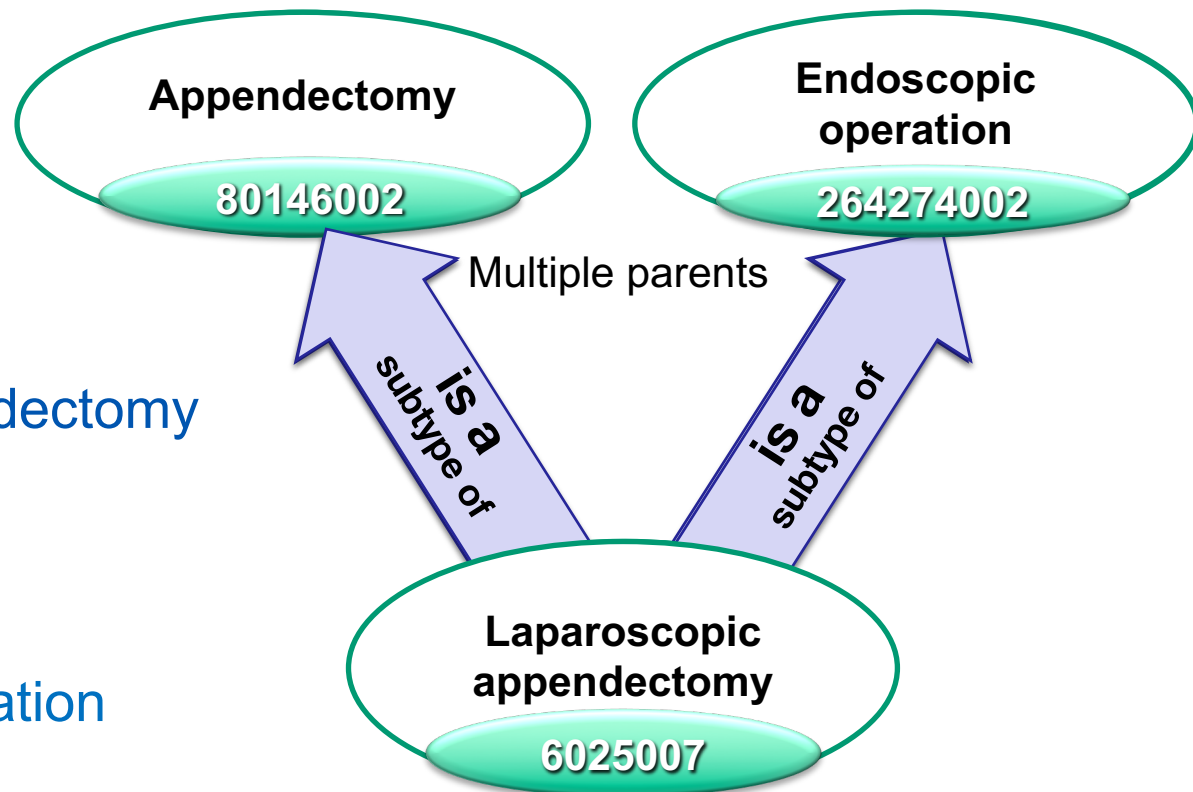 Appendectomy
80146002
Endoscopic
operation
264274002
Multiple parents
is a
subtype of
is a
subtype of
dectomy
Laparoscopic
appendectomy
6025007
ation